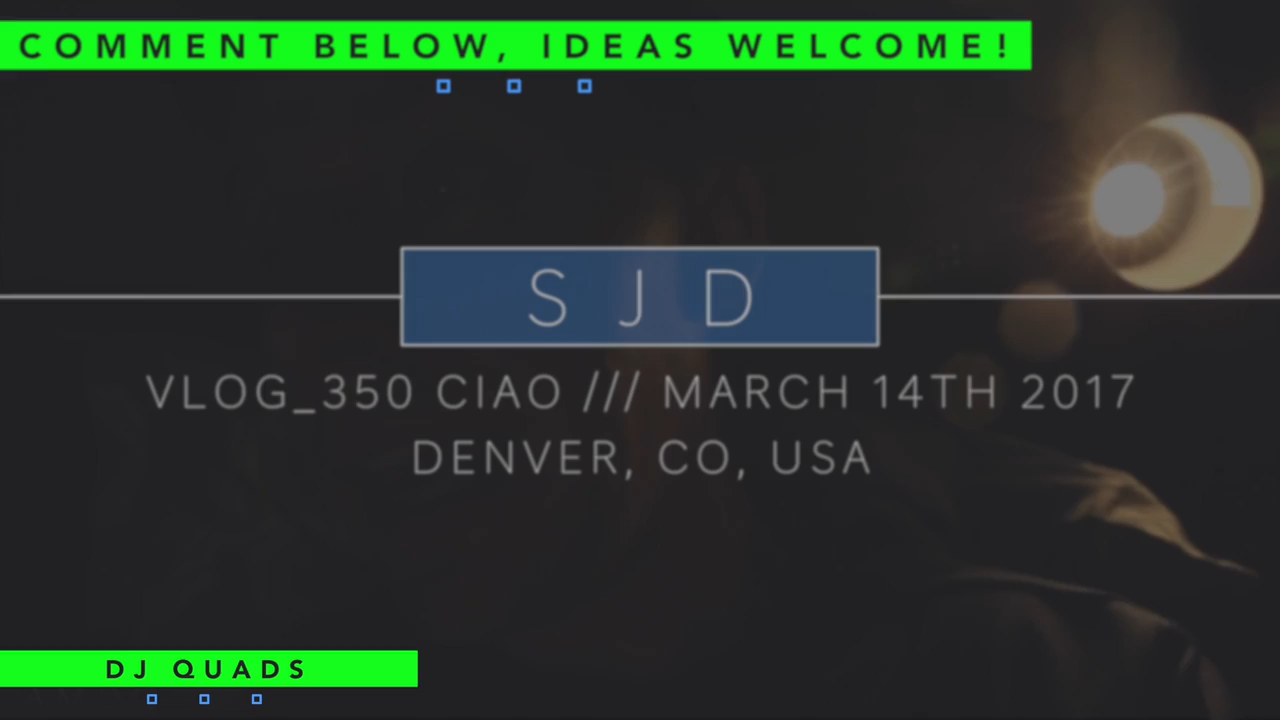 COMMENT BELOW, IDEAS WELCOME!
SJD
VLOG_350 CIAO /// MARCH 14TH 2017
DENVER, CO, USA
DJ QUADS